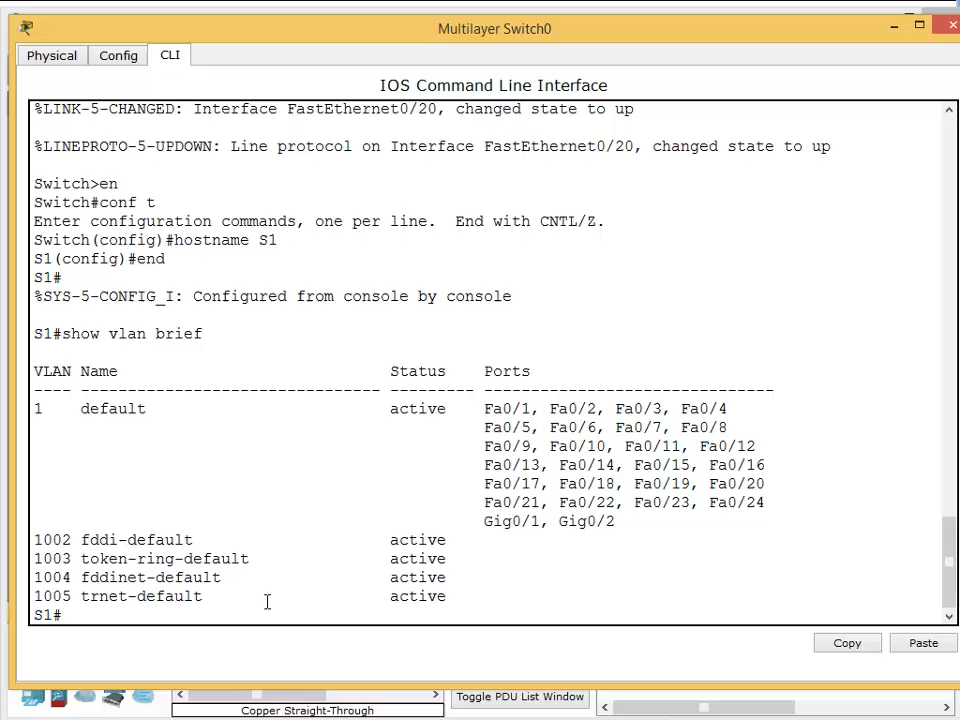 Multilayer Switch0
Physical Config CLI
IOS Command Line Interface
%LINK-5-CHANGED: Interface FastEthernet0/20, changed state to up
%LINEPROTO-5-UPDOWN: Line protocol on Interface FastEthernet0/20, changed state to up
Switch>en
Switch#conf t
Enter configuration commands, one per line.  End with CNTL/Z.
Switch(config)#hostname S1
S1(config)#end
S1#
%SYS-5-CONFIG_I: Configured from console by console
S1#show vlan brief
VLAN Name                             Status    Ports
---- -------------------------------- --------- -------------------------------
1    default                          active    Fa0/1, Fa0/2, Fa0/3, Fa0/4
                                                Fa0/5, Fa0/6, Fa0/7, Fa0/8
                                                Fa0/9, Fa0/10, Fa0/11, Fa0/12
                                                Fa0/13, Fa0/14, Fa0/15, Fa0/16
                                                Fa0/17, Fa0/18, Fa0/19, Fa0/20
                                                Fa0/21, Fa0/22, Fa0/23, Fa0/24
                                                Gig0/1, Gig0/2
1002 fddi-default                     active
1003 token-ring-default               active
1004 fddinet-default                  active
1005 trnet-default                    active
S1#
Copy Paste
Toggle PDU List Window
Copper Straight-Through